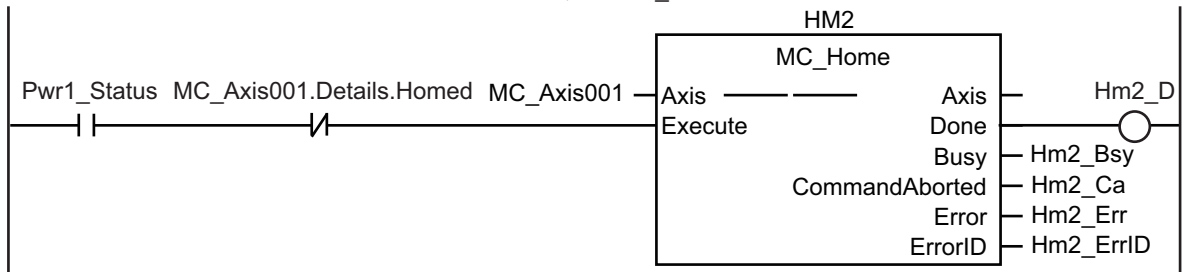 HM2
MC_Home
Pwr1_Status MC_Axis001.Details.Homed MC_Axis001 Axis Axis Hm2_D
Execute Done
Busy Hm2_Bsy
CommandAborted Hm2_Ca
Error Hm2_Err
ErrorID Hm2_ErrID